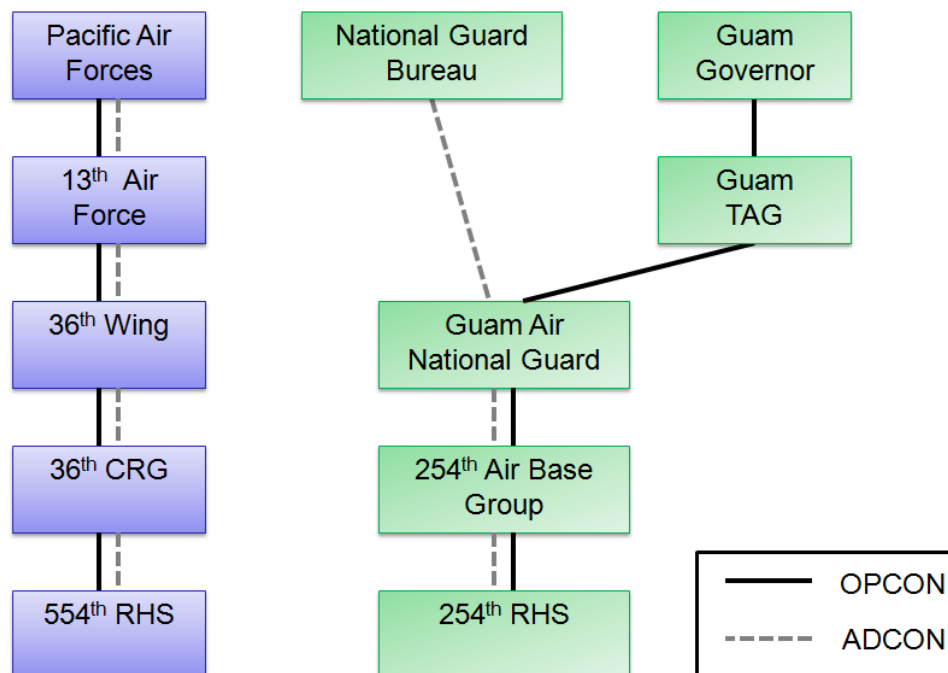 Pacific Air
Forces
National Guard
Bureau
Guam
Governor
13th Air
Force
Guam
TAG
36th Wing
Guam Air
National Guard
36th CRG
254th Air Base
Group
554th RHS
254th RHS
OPCON
ADCON